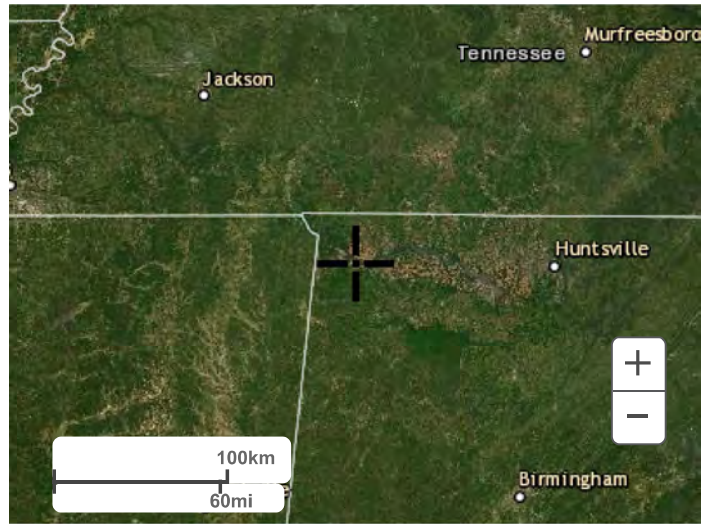 Murfreesboro
Tennessee
Jackson
Huntsville
+
−
100km
60mi
Birmingham